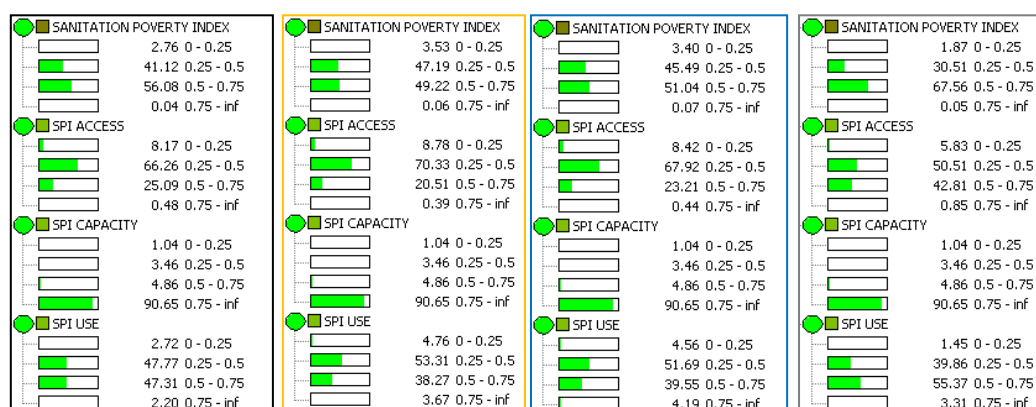 SANITATION POVERTY INDEX
2.76 0 - 0.25
41.12 0.25 - 0.5
56.08 0.5 - 0.75
0.04 0.75 - inf
SPI ACCESS
8.17 0 - 0.25
66.26 0.25 - 0.5
25.09 0.5 - 0.75
0.48 0.75 - inf
SPI CAPACITY
1.04 0 - 0.25
3.46 0.25 - 0.5
4.86 0.5 - 0.75
90.65 0.75 - inf
SPI USE
2.72 0 - 0.25
47.77 0.25 - 0.5
47.31 0.5 - 0.75
2.20 0.75 - inf
SANITATION POVERTY INDEX
3.53 0 - 0.25
47.19 0.25 - 0.5
49.22 0.5 - 0.75
0.06 0.75 - inf
SPI ACCESS
8.78 0 - 0.25
70.33 0.25 - 0.5
20.51 0.5 - 0.75
0.39 0.75 - inf
SPI CAPACITY
1.04 0 - 0.25
3.46 0.25 - 0.5
4.86 0.5 - 0.75
90.65 0.75 - inf
SPI USE
4.76 0 - 0.25
53.31 0.25 - 0.5
38.27 0.5 - 0.75
3.67 0.75 - inf
SANITATION POVERTY INDEX
3.40 0 - 0.25
45.49 0.25 - 0.5
51.04 0.5 - 0.75
0.07 0.75 - inf
SPI ACCESS
8.42 0 - 0.25
67.92 0.25 - 0.5
23.21 0.5 - 0.75
0.44 0.75 - inf
SPI CAPACITY
1.04 0 - 0.25
3.46 0.25 - 0.5
4.86 0.5 - 0.75
90.65 0.75 - inf
SPI USE
4.56 0 - 0.25
51.69 0.25 - 0.5
39.55 0.5 - 0.75
4.19 0.75 - inf
SANITATION POVERTY INDEX
1.87 0 - 0.25
30.51 0.25 - 0.5
67.56 0.5 - 0.75
0.05 0.75 - inf
SPI ACCESS
5.83 0 - 0.25
50.51 0.25 - 0.5
42.81 0.5 - 0.75
0.85 0.75 - inf
SPI CAPACITY
1.04 0 - 0.25
3.46 0.25 - 0.5
4.86 0.5 - 0.75
90.65 0.75 - inf
SPI USE
1.45 0 - 0.25
39.86 0.25 - 0.5
55.37 0.5 - 0.75
3.31 0.75 - inf